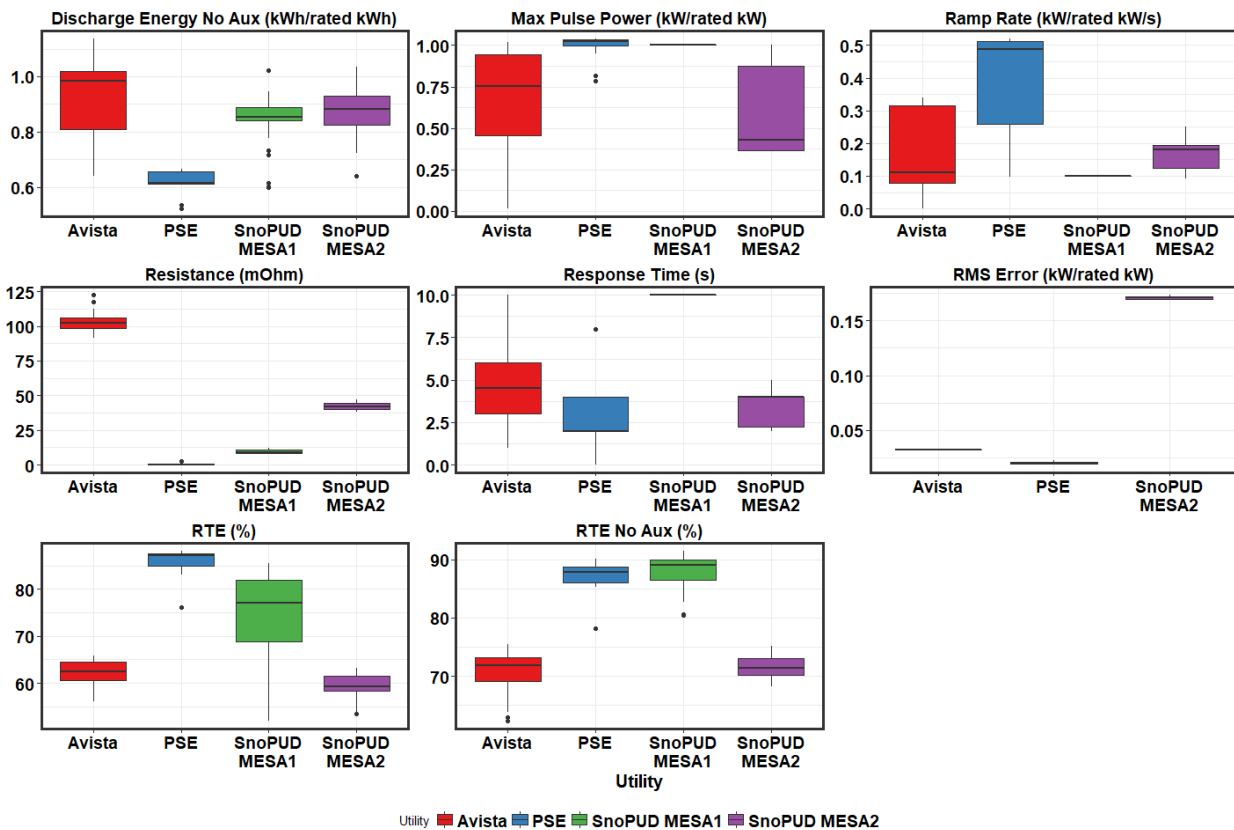 Discharge Energy No Aux (kWh/rated kWh)
Max Pulse Power (kW/rated kW)
Ramp Rate (kW/rated kW/s)
1.0
0.8
0.6
1.00
0.75
0.50
0.25
0.00
0.5
0.4
0.3
0.2
0.1
0.0
Avista PSE SnoPUD MESA1 SnoPUD MESA2
Avista PSE SnoPUD MESA1 SnoPUD MESA2
Avista PSE SnoPUD MESA1 SnoPUD MESA2
Resistance (mOhm)
Response Time (s)
RMS Error (kW/rated kW)
125
100
75
50
25
0
10.0
7.5
5.0
2.5
0.0
0.15
0.10
0.05
Avista PSE SnoPUD MESA1 SnoPUD MESA2
Avista PSE SnoPUD MESA1 SnoPUD MESA2
Avista PSE SnoPUD MESA2
RTE (%)
RTE No Aux (%)
80
70
60
90
80
70
Avista PSE SnoPUD MESA1 SnoPUD MESA2
Avista PSE SnoPUD MESA1 SnoPUD MESA2
Utility
Utility Avista PSE SnoPUD MESA1 SnoPUD MESA2